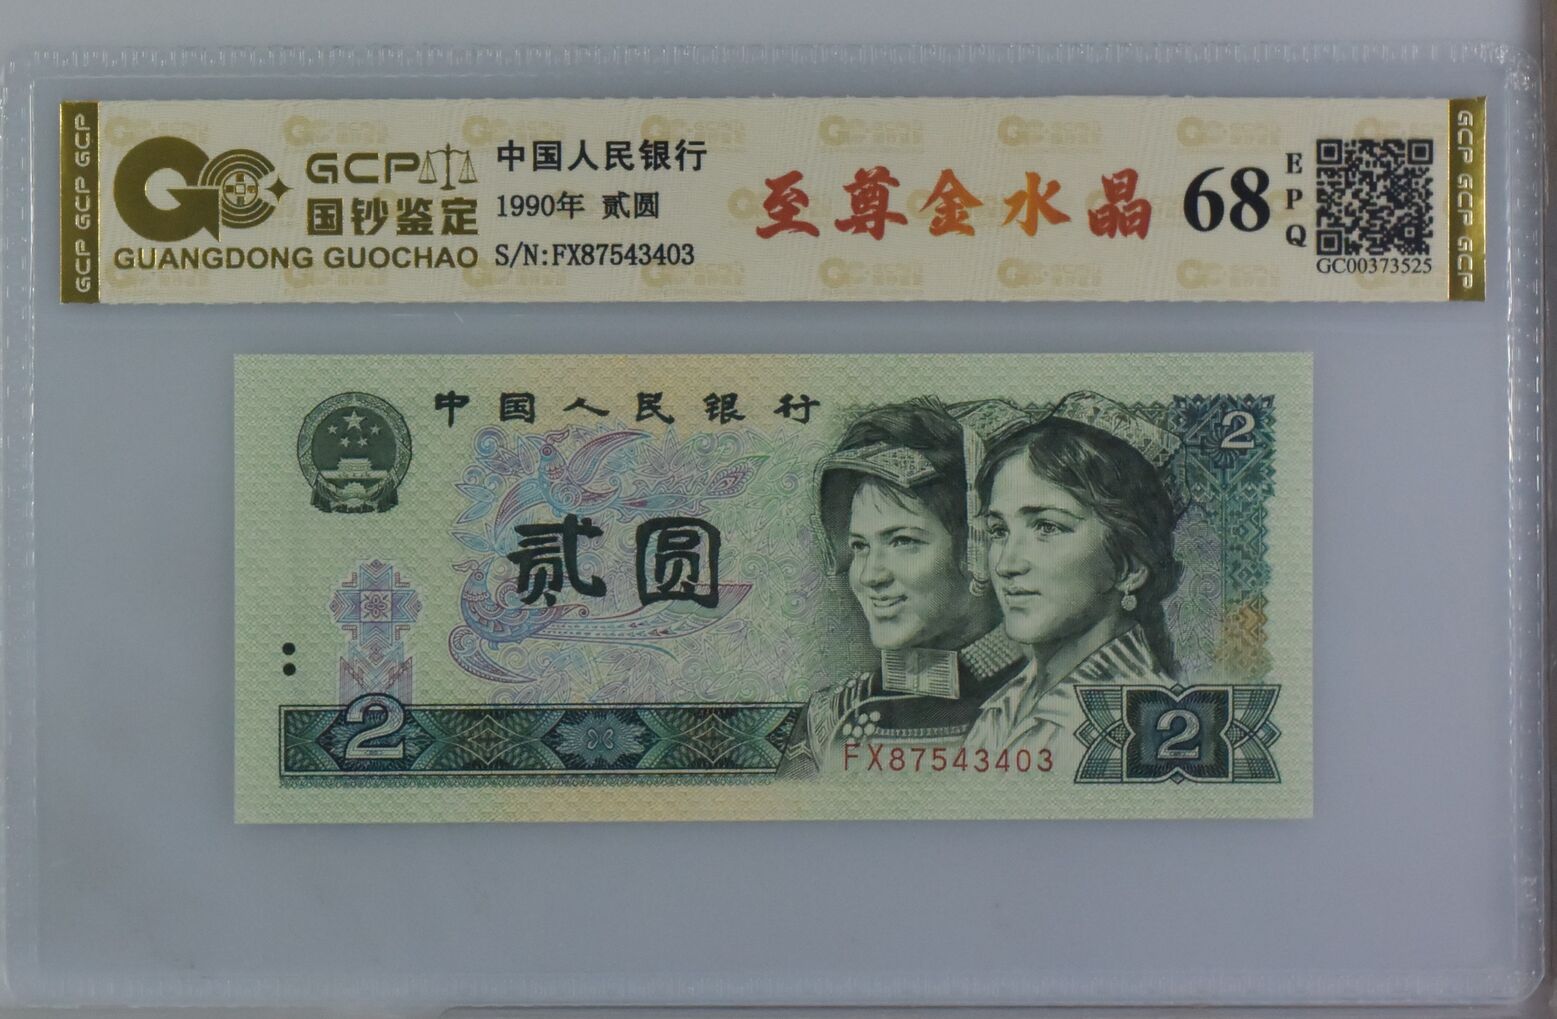 GCP
国钞鉴定
GUANGDONG GUOCHAO
中国人民银行
1990年 贰圆
S/N:FX87543403
至尊金水晶
68
EPQ
GC00373525
GCP GCP GCP
GCP GCP GCP
中国人民银行
2
贰圆
2
FX87543403
2